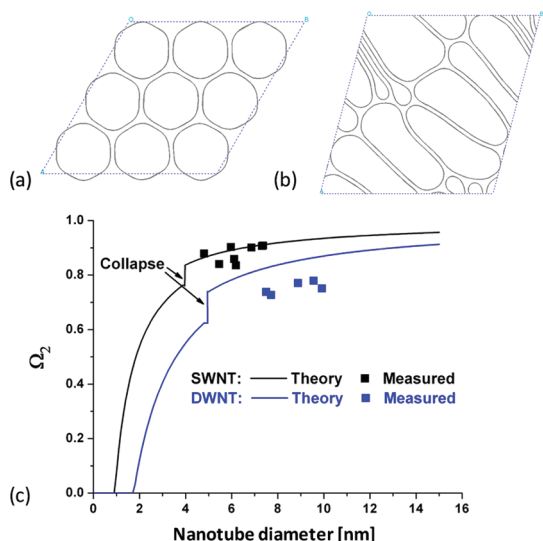 (a)
(b)
1.0
0.8
0.6
0.4
0.2
0.0
Ω2
Collapse
SWNT: Theory Measured
DWNT: Theory Measured
(c)
0 2 4 6 8 10 12 14 16
Nanotube diameter [nm]